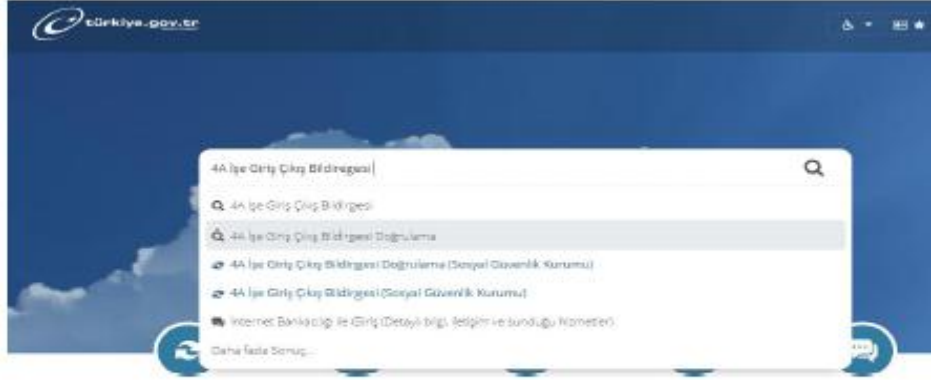 türkiye.gov.tr
4A İşe Giriş Çıkış Bildiregesi
4A İşe Giriş Çıkış Bildirgesi
4A İşe Giriş Çıkış Bildirgesi Doğrulama
4A İşe Giriş Çıkış Bildirgesi Doğrulama (Sosyal Güvenlik Kurumu)
4A İşe Giriş Çıkış Bildirgesi (Sosyal Güvenlik Kurumu)
İnternet Bankacılığı ile Giriş (Detaylı bilgi, iletişim ve sunduğu hizmetler)
Daha fazla Sonuç...